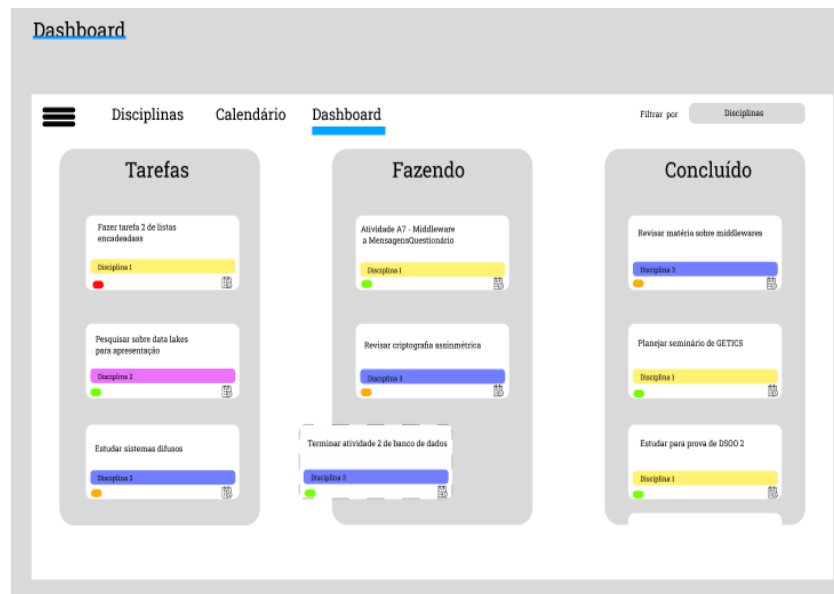 Dashboard
Disciplinas
Calendário
Dashboard
Filtrar por
Disciplinas
Tarefas
Fazer tarefa 2 de listas
encadeadass
Disciplina 1
Pesquisar sobre data lakes
para apresentação
Disciplina 2
Estudar sistemas difusos
Disciplina 2
Fazendo
Atividade A7 - Middleware
a MensagensQuestionário
Disciplina 1
Revisar criptografia assinmétrica
Disciplina 3
Terminar atividade 2 de banco de dados
Disciplina 3
Concluído
Revisar matéria sobre middlewares
Disciplina 3
Planejar seminário de GETICS
Disciplina 1
Estudar para prova de DSOO 2
Disciplina 1